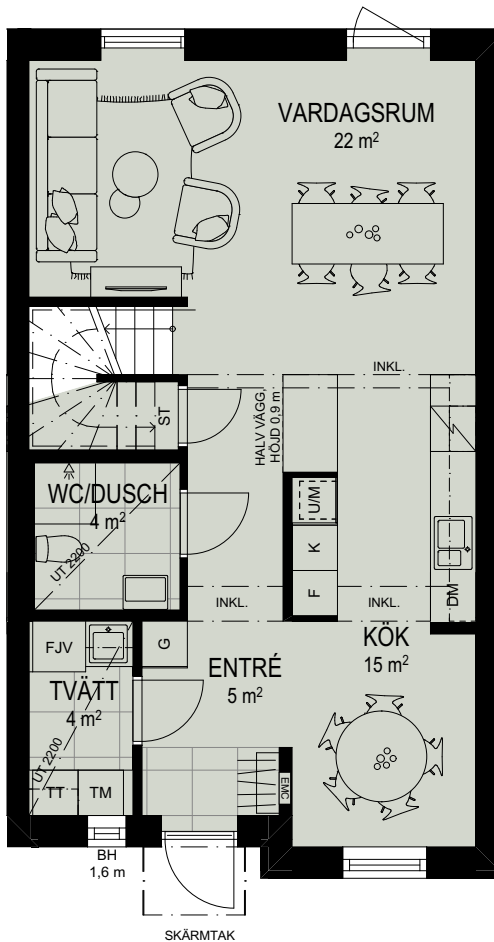 VARDAGSRUM
22 m²
INKL.
HALV VÄGG,
HÖJD 0,9 m
ST
WC/DUSCH
4 m²
UT 2200
U/M
K
F
DM
INKL.
INKL.
KÖK
15 m²
FJV
G
ENTRÉ
5 m²
TVÄTT
4 m²
UT 2200
TT
TM
EMC
BH
1,6 m
SKÄRMTAK